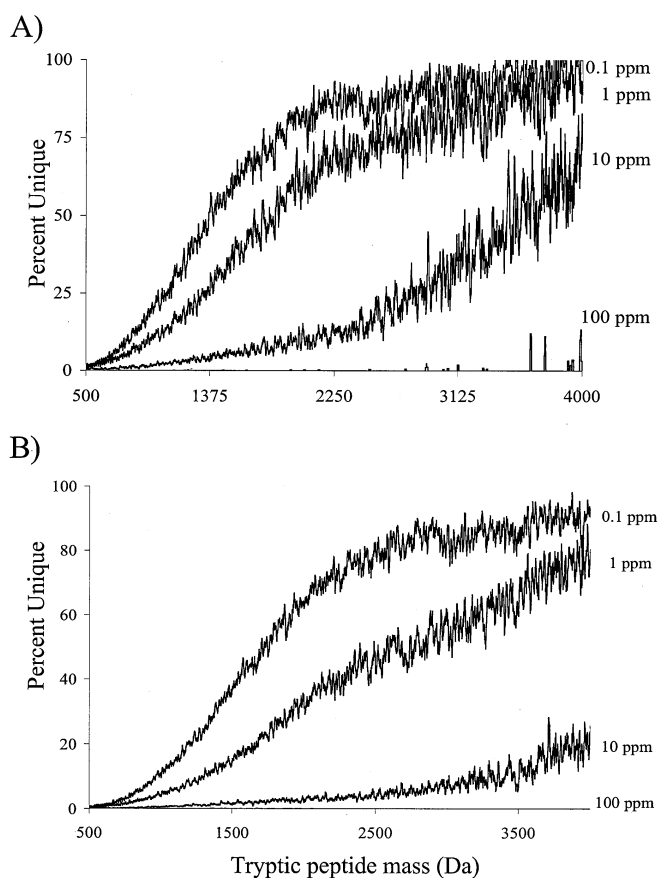 A)
100
75
50
25
0
Percent Unique
0.1 ppm
1 ppm
10 ppm
100 ppm
500
1375
2250
3125
4000
B)
100
80
60
40
20
0
Percent Unique
0.1 ppm
1 ppm
10 ppm
100 ppm
500
1500
2500
3500
Tryptic peptide mass (Da)